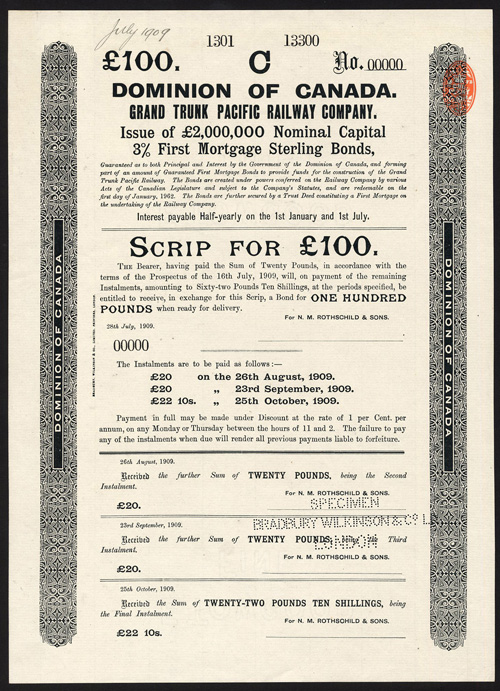 July 1909
1301 13300
£100. C No. 00000
DOMINION OF CANADA.
GRAND TRUNK PACIFIC RAILWAY COMPANY.
Issue of £2,000,000 Nominal Capital
3% First Mortgage Sterling Bonds,
Guaranteed as to both Principal and Interest by the Government of the Dominion of Canada, and forming
part of an amount of Guaranteed First Mortgage Bonds to provide funds for the construction of the Grand
Trunk Pacific Railway. The Bonds are created under powers conferred on the Railway Company by various
Acts of the Canadian Legislature and subject to the Company's Statutes, and are redeemable on the
first day of January, 1962. The Bonds are further secured by a Trust Deed constituting a First Mortgage on
the undertaking of the Railway Company.
Interest payable Half-yearly on the 1st January and 1st July.
SCRIP FOR £100.
THE Bearer, having paid the Sum of Twenty Pounds, in accordance with the
terms of the Prospectus of the 16th July, 1909, will, on payment of the remaining
Instalments, amounting to Sixty-two Pounds Ten Shillings, at the periods specified, be
entitled to receive, in exchange for this Scrip, a Bond for ONE HUNDRED
POUNDS when ready for delivery.
For N. M. ROTHSCHILD & SONS.
28th July, 1909.
00000
The Instalments are to be paid as follows:—
£20 on the 26th August, 1909.
£20 „ 23rd September, 1909.
£22 10s. „ 25th October, 1909.
Payment in full may be made under Discount at the rate of 1 per Cent. per
annum, on any Monday or Thursday between the hours of 11 and 2. The failure to pay
any of the instalments when due will render all previous payments liable to forfeiture.
26th August, 1909.
Received the further Sum of TWENTY POUNDS, being the Second
Instalment.
For N. M. ROTHSCHILD & SONS.
£20.
SPECIMEN
BRADBURY WILKINSON & Co L
LONDON
23rd September, 1909.
Received the further Sum of TWENTY POUNDS, being the Third
Instalment.
For N. M. ROTHSCHILD & SONS.
£20.
25th October, 1909.
Received the Sum of TWENTY-TWO POUNDS TEN SHILLINGS, being
the Final Instalment.
For N. M. ROTHSCHILD & SONS.
£22 10s.
DOMINION OF CANADA
DOMINION OF CANADA